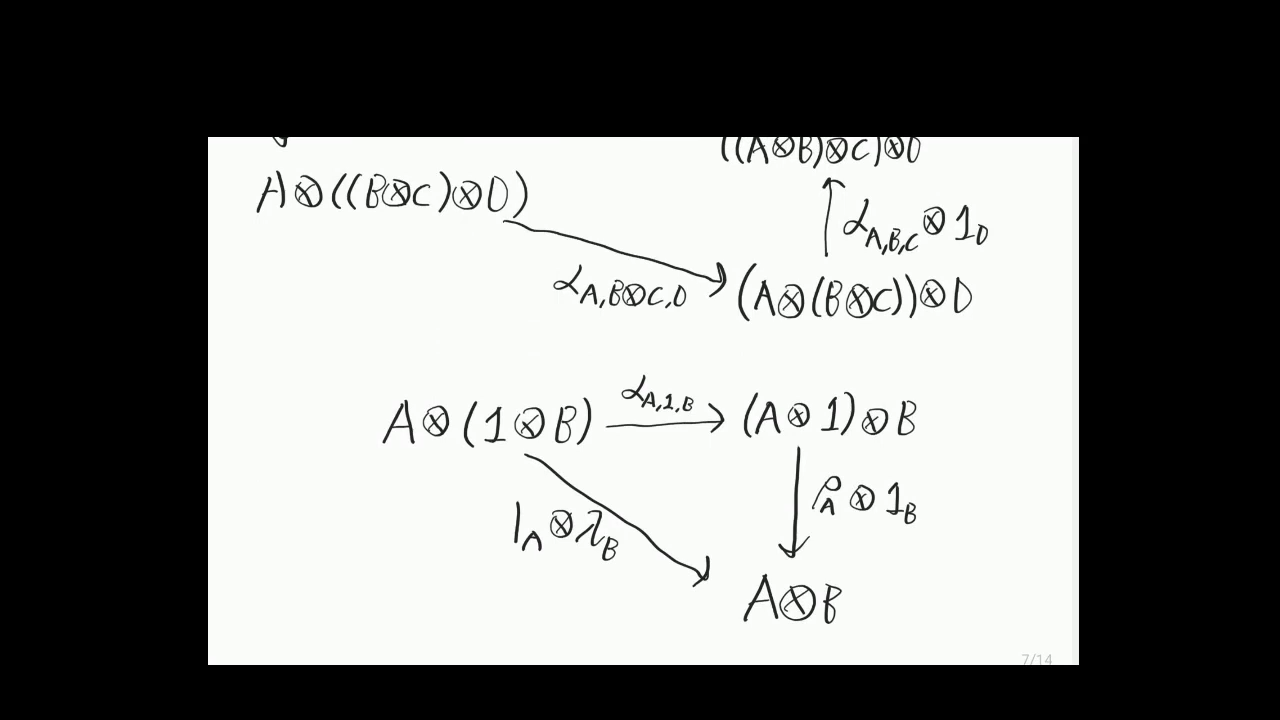 ((A⊗B)⊗C)⊗D
A⊗((B⊗C)⊗D)
α_{A,B,C}⊗1_D
α_{A,B⊗C,D}
(A⊗(B⊗C))⊗D
α_{A,1,B}
A⊗(1⊗B) (A⊗1)⊗B
ρ_A⊗1_B
1_A⊗λ_B
A⊗B
7/14